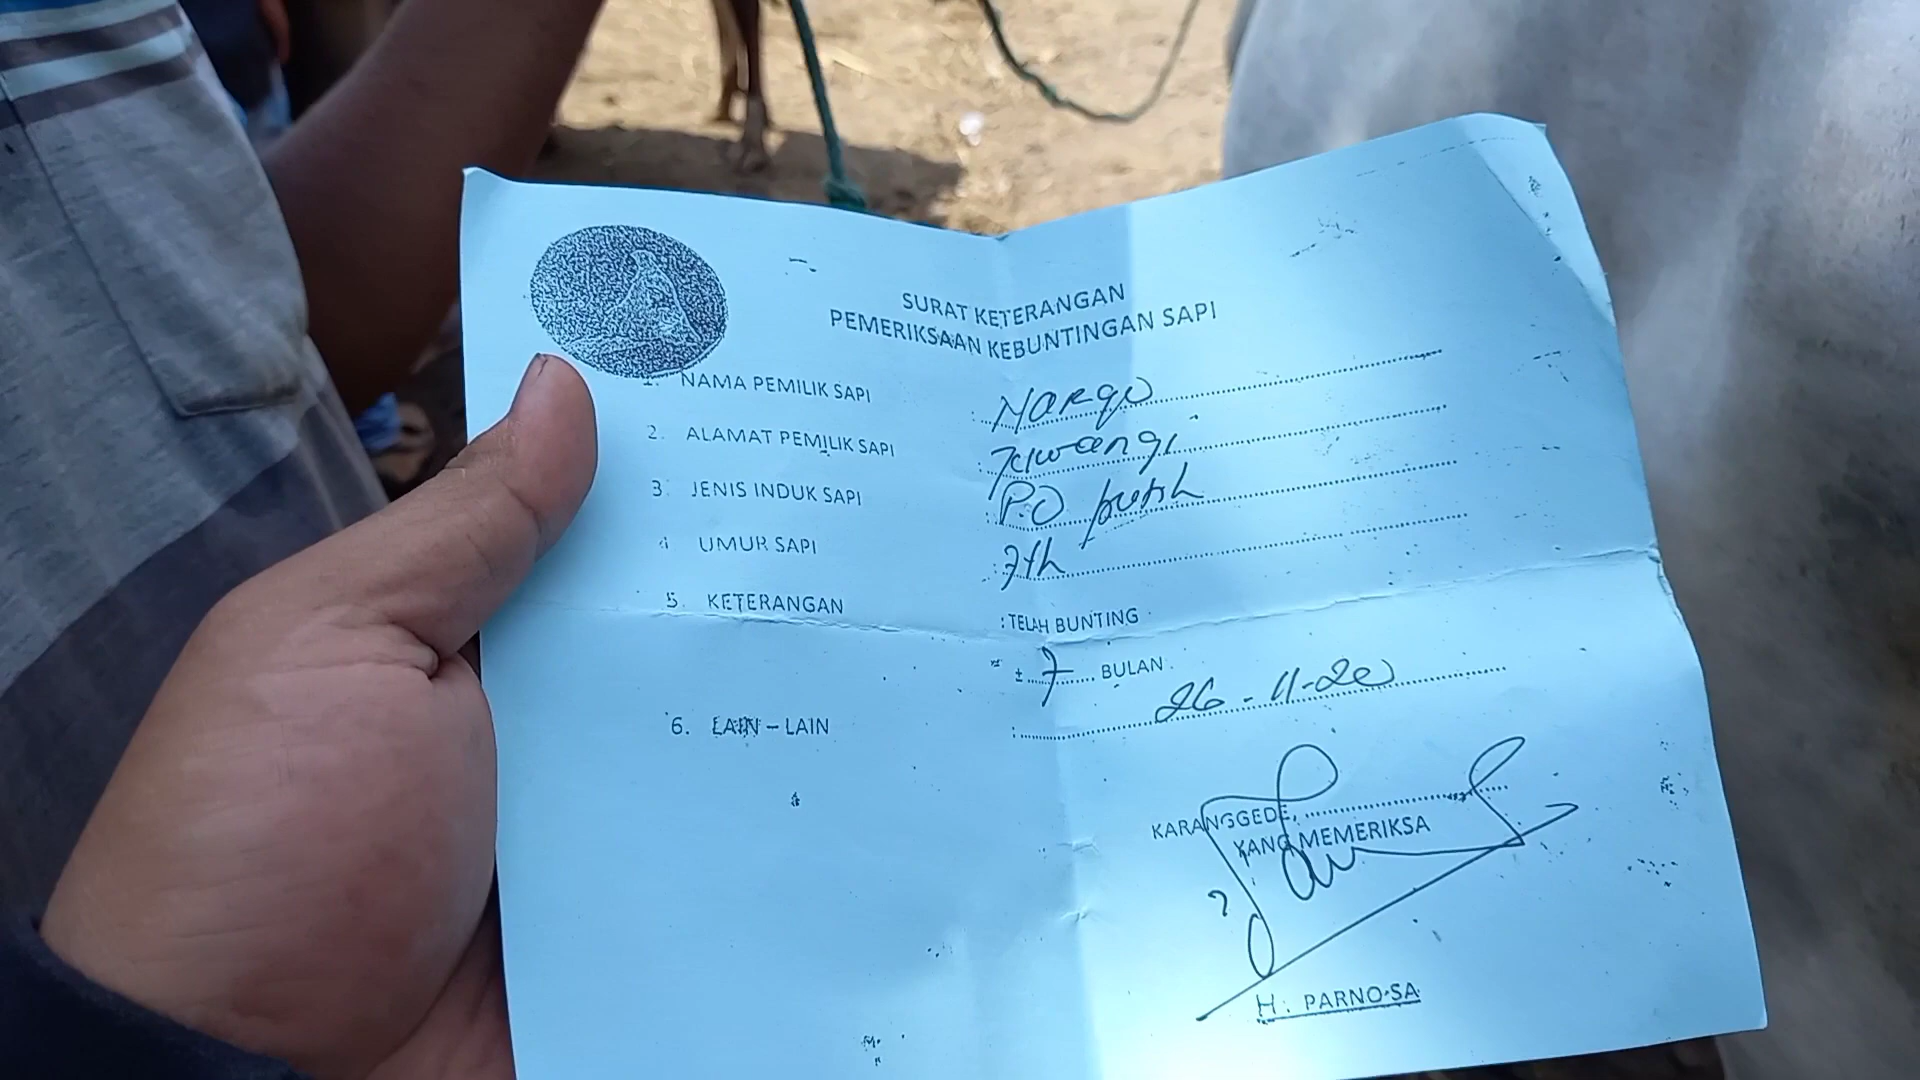 SURAT KETERANGAN
PEMERIKSAAN KEBUNTINGAN SAPI
1. NAMA PEMILIK SAPI : Margo
2. ALAMAT PEMILIK SAPI :
3. JENIS INDUK SAPI : P.O putih
4 UMUR SAPI : 7th
5. KETERANGAN : TELAH BUNTING
± 7 BULAN
6. LAIN – LAIN : 26-11-20
KARANGGEDE,
YANG MEMERIKSA
H. PARNO.SA